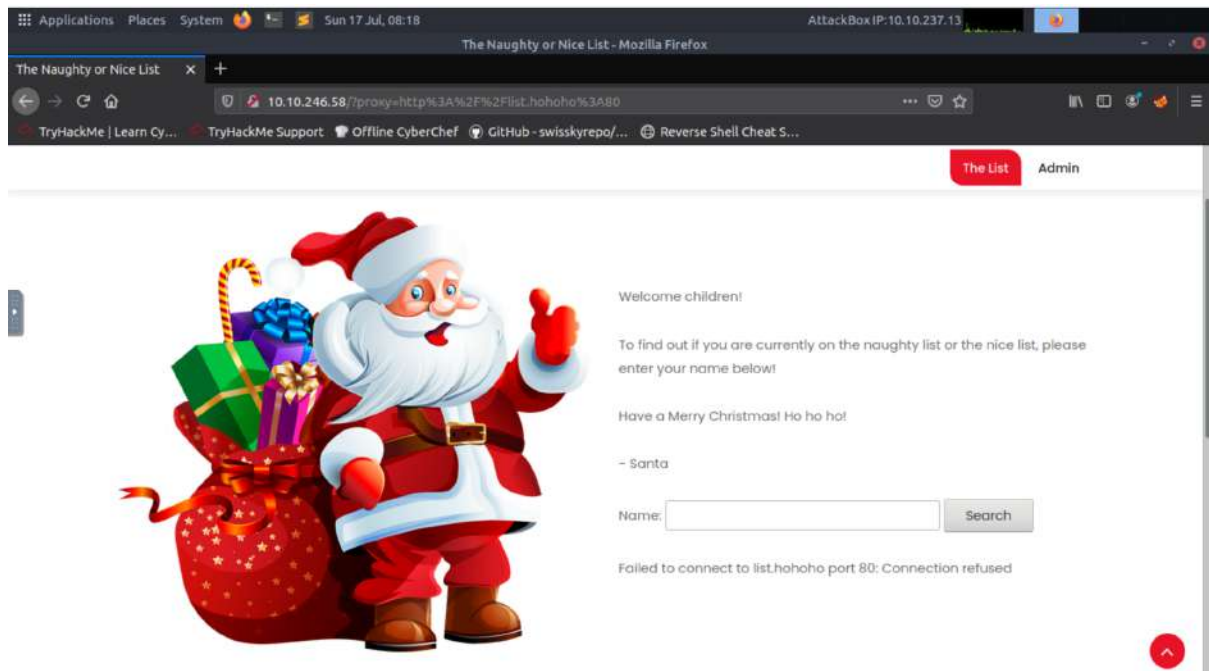 Applications Places System Sun 17 Jul, 08:18 AttackBox IP:10.10.237.13
The Naughty or Nice List - Mozilla Firefox
The Naughty or Nice List
10.10.246.58/?proxy=http%3A%2F%2Flist.hohoho%3A80
TryHackMe | Learn Cy... TryHackMe Support Offline CyberChef GitHub - swisskyrepo/... Reverse Shell Cheat S...
The List Admin
Welcome children!
To find out if you are currently on the naughty list or the nice list, please
enter your name below!
Have a Merry Christmas! Ho ho ho!
- Santa
Name: Search
Failed to connect to list.hohoho port 80: Connection refused